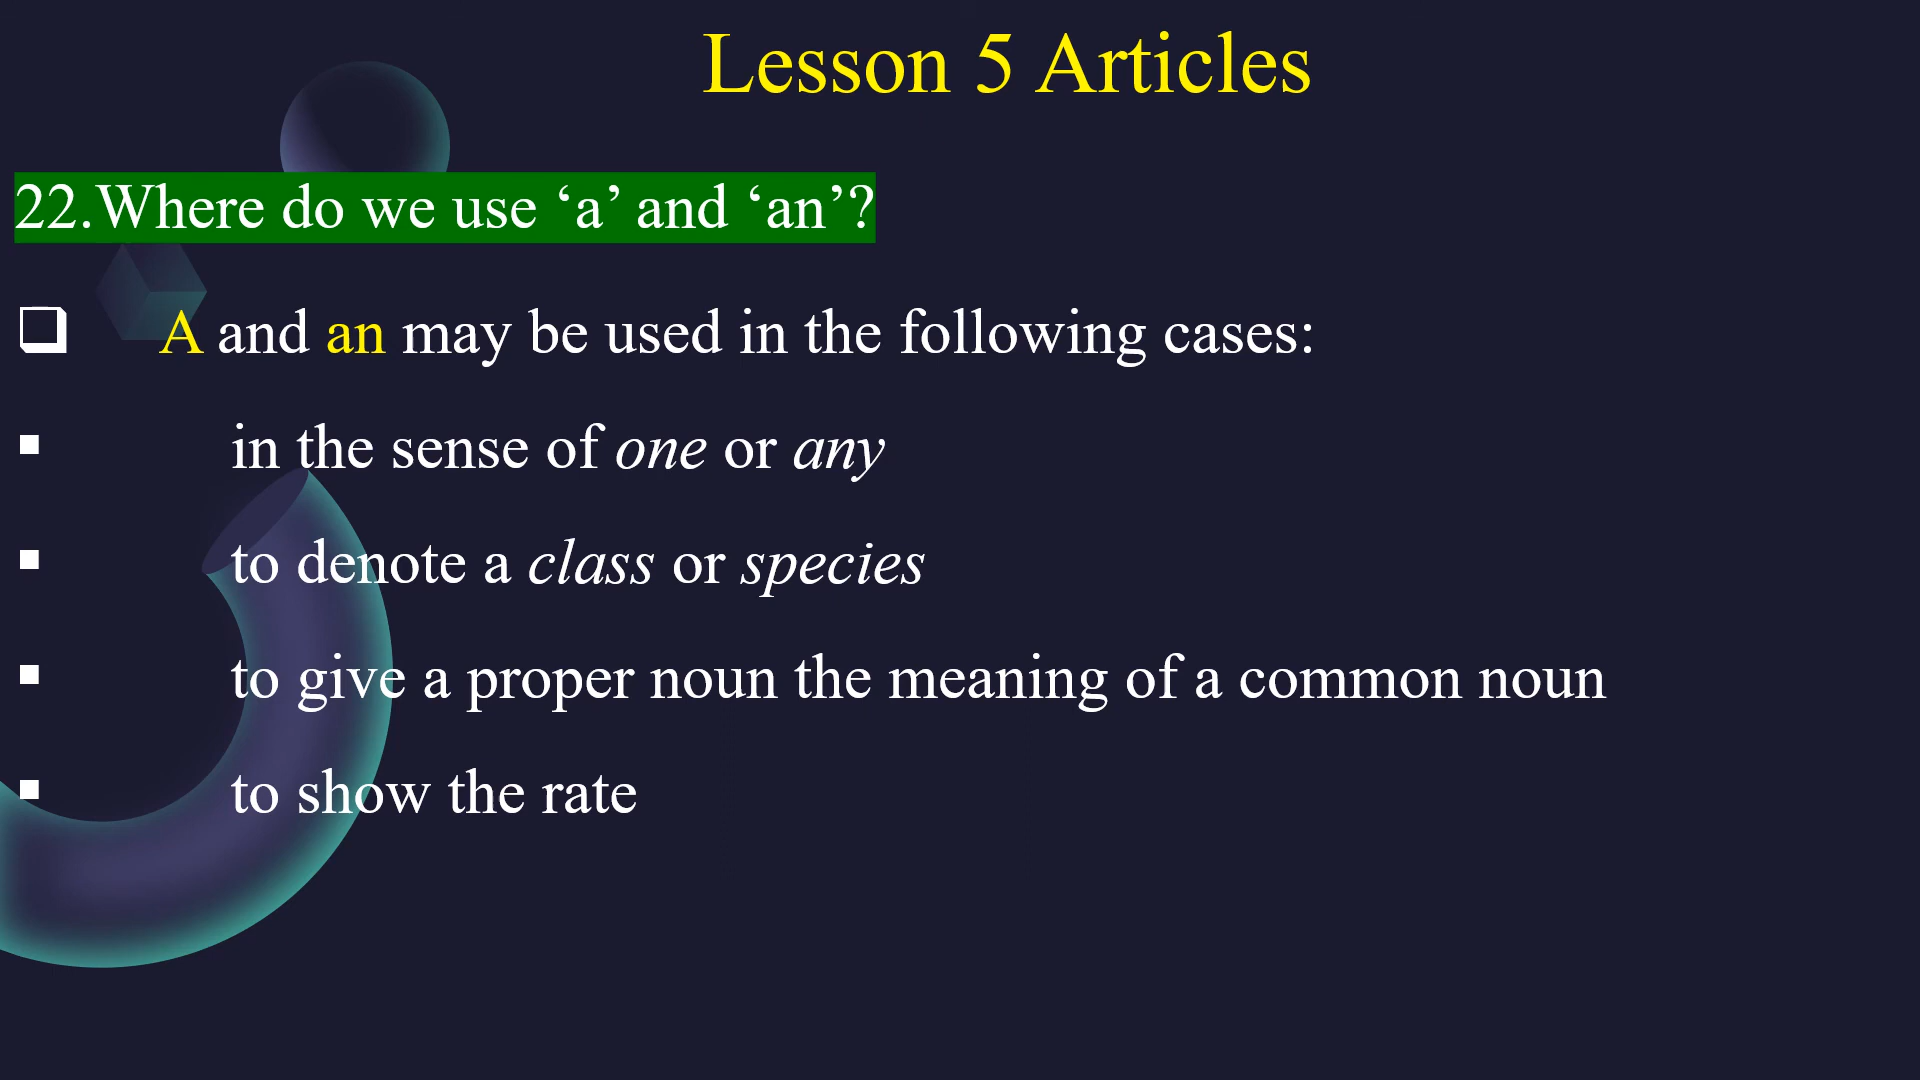 Lesson 5 Articles
22.Where do we use ‘a’ and ‘an’?
❑ A and an may be used in the following cases:
▪ in the sense of one or any
▪ to denote a class or species
▪ to give a proper noun the meaning of a common noun
▪ to show the rate